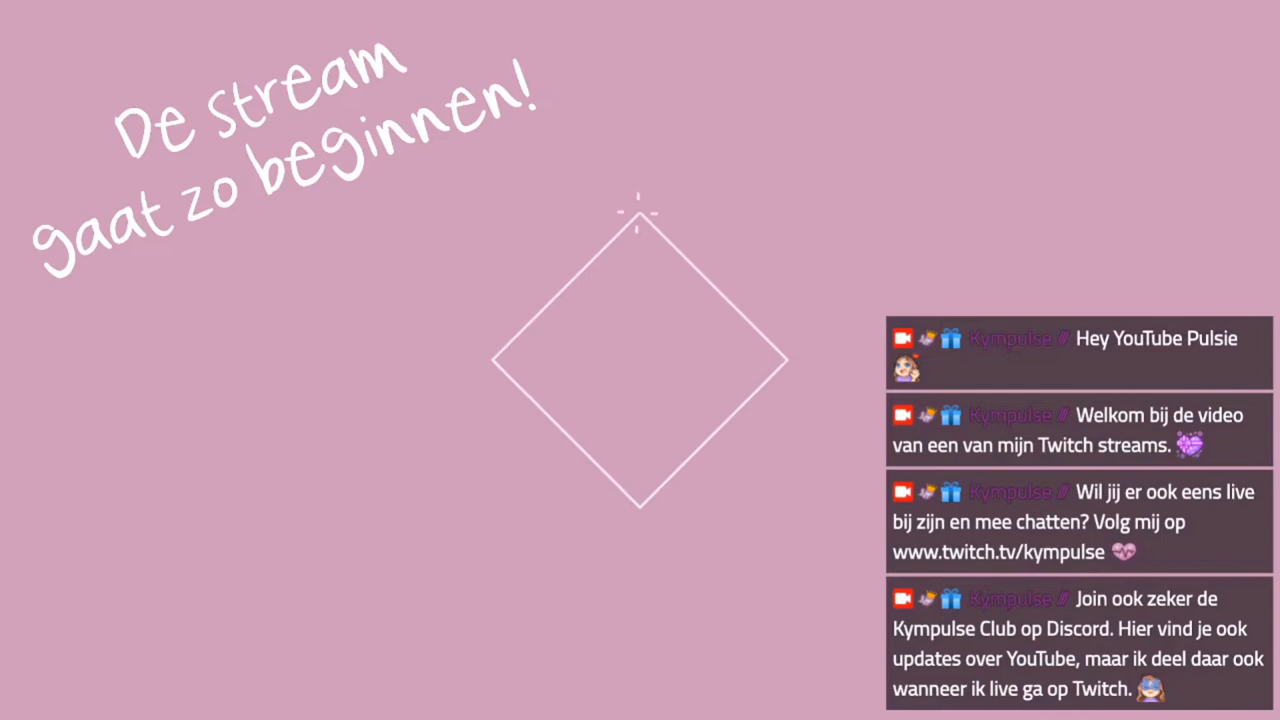 De stream
gaat zo beginnen!
Kympulse // Hey YouTube Pulsie
Kympulse // Welkom bij de video
van een van mijn Twitch streams.
Kympulse // Wil jij er ook eens live
bij zijn en mee chatten? Volg mij op
www.twitch.tv/kympulse
Kympulse // Join ook zeker de
Kympulse Club op Discord. Hier vind je ook
updates over YouTube, maar ik deel daar ook
wanneer ik live ga op Twitch.